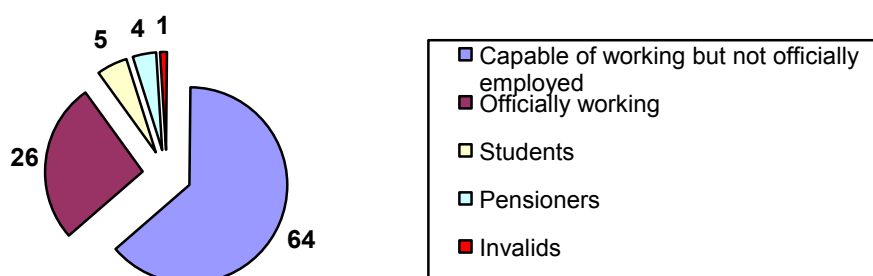 5
4
1
26
64
Capable of working but not officially
employed
Officially working
Students
Pensioners
Invalids